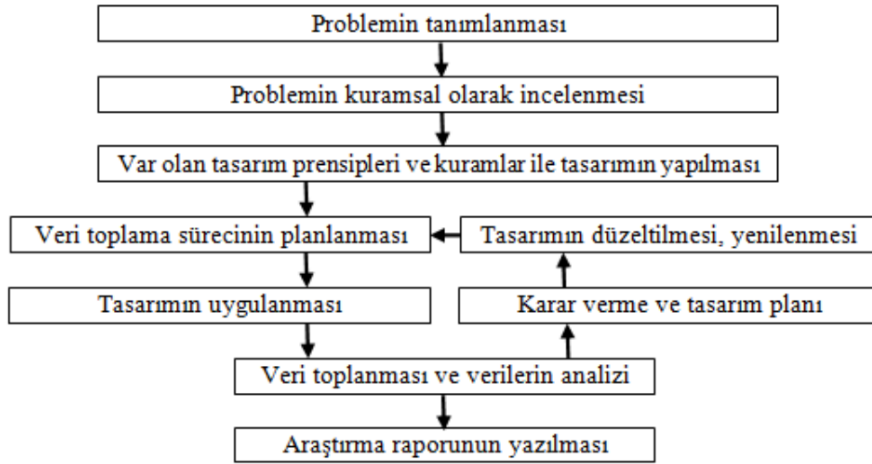 Problemin tanımlanması
Problemin kuramsal olarak incelenmesi
Var olan tasarım prensipleri ve kuramlar ile tasarımın yapılması
Veri toplama sürecinin planlanması
Tasarımın düzeltilmesi, yenilenmesi
Tasarımın uygulanması
Karar verme ve tasarım planı
Veri toplanması ve verilerin analizi
Araştırma raporunun yazılması